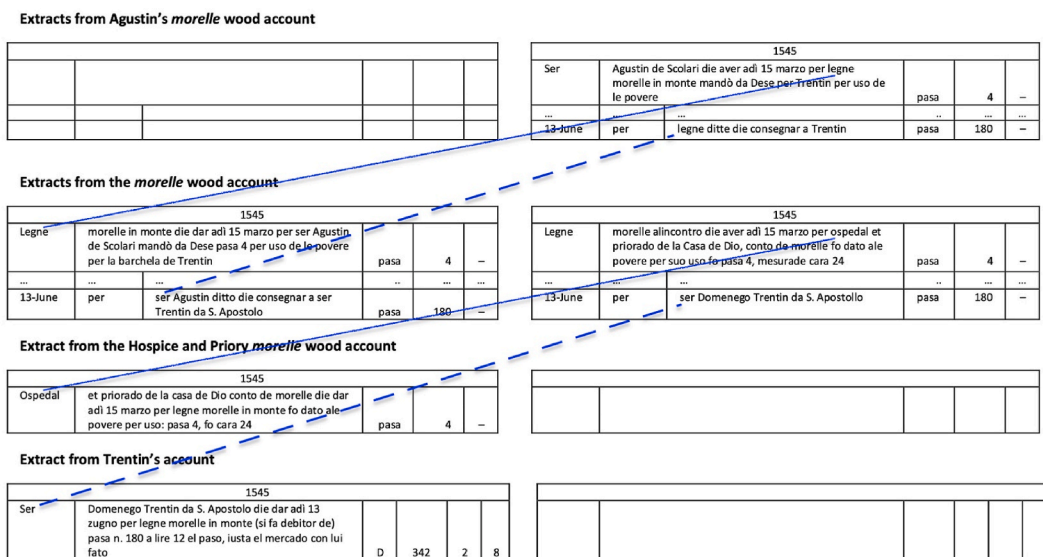 Extracts from Agustin's morelle wood account
1545
Ser Agustin de Scolari die aver adì 15 marzo per legne
morelle in monte mandò da Dese per Trentin per uso de
le povere pasa 4 –
... ... ... .. ... ...
13-June per legne ditte die consegnar a Trentin pasa 180 –
Extracts from the morelle wood account
1545
Legne morelle in monte die dar adì 15 marzo per ser Agustin
de Scolari mandò da Dese pasa 4 per uso de le povere
per la barchela de Trentin pasa 4 –
... ... ... .. ... ...
13-June per ser Agustin ditto die consegnar a ser
Trentin da S. Apostolo pasa 180 –
1545
Legne morelle alincontro die aver adì 15 marzo per ospedal et
priorado de la Casa de Dio, conto de morelle fo dato ale
povere per suo uso fo pasa 4, mesurade cara 24 pasa 4 –
... ... ... .. ... ...
13-June per ser Domenego Trentin da S. Apostollo pasa 180 –
Extract from the Hospice and Priory morelle wood account
1545
Ospedal et priorado de la casa de Dio conto de morelle die dar
adì 15 marzo per legne morelle in monte fo dato ale
povere per uso: pasa 4, fo cara 24 pasa 4 –
Extract from Trentin's account
1545
Ser Domenego Trentin da S. Apostolo die dar adì 13
zugno per legne morelle in monte (si fa debitor de)
pasa n. 180 a lire 12 el paso, iusta el mercado con lui
fato D 342 2 8